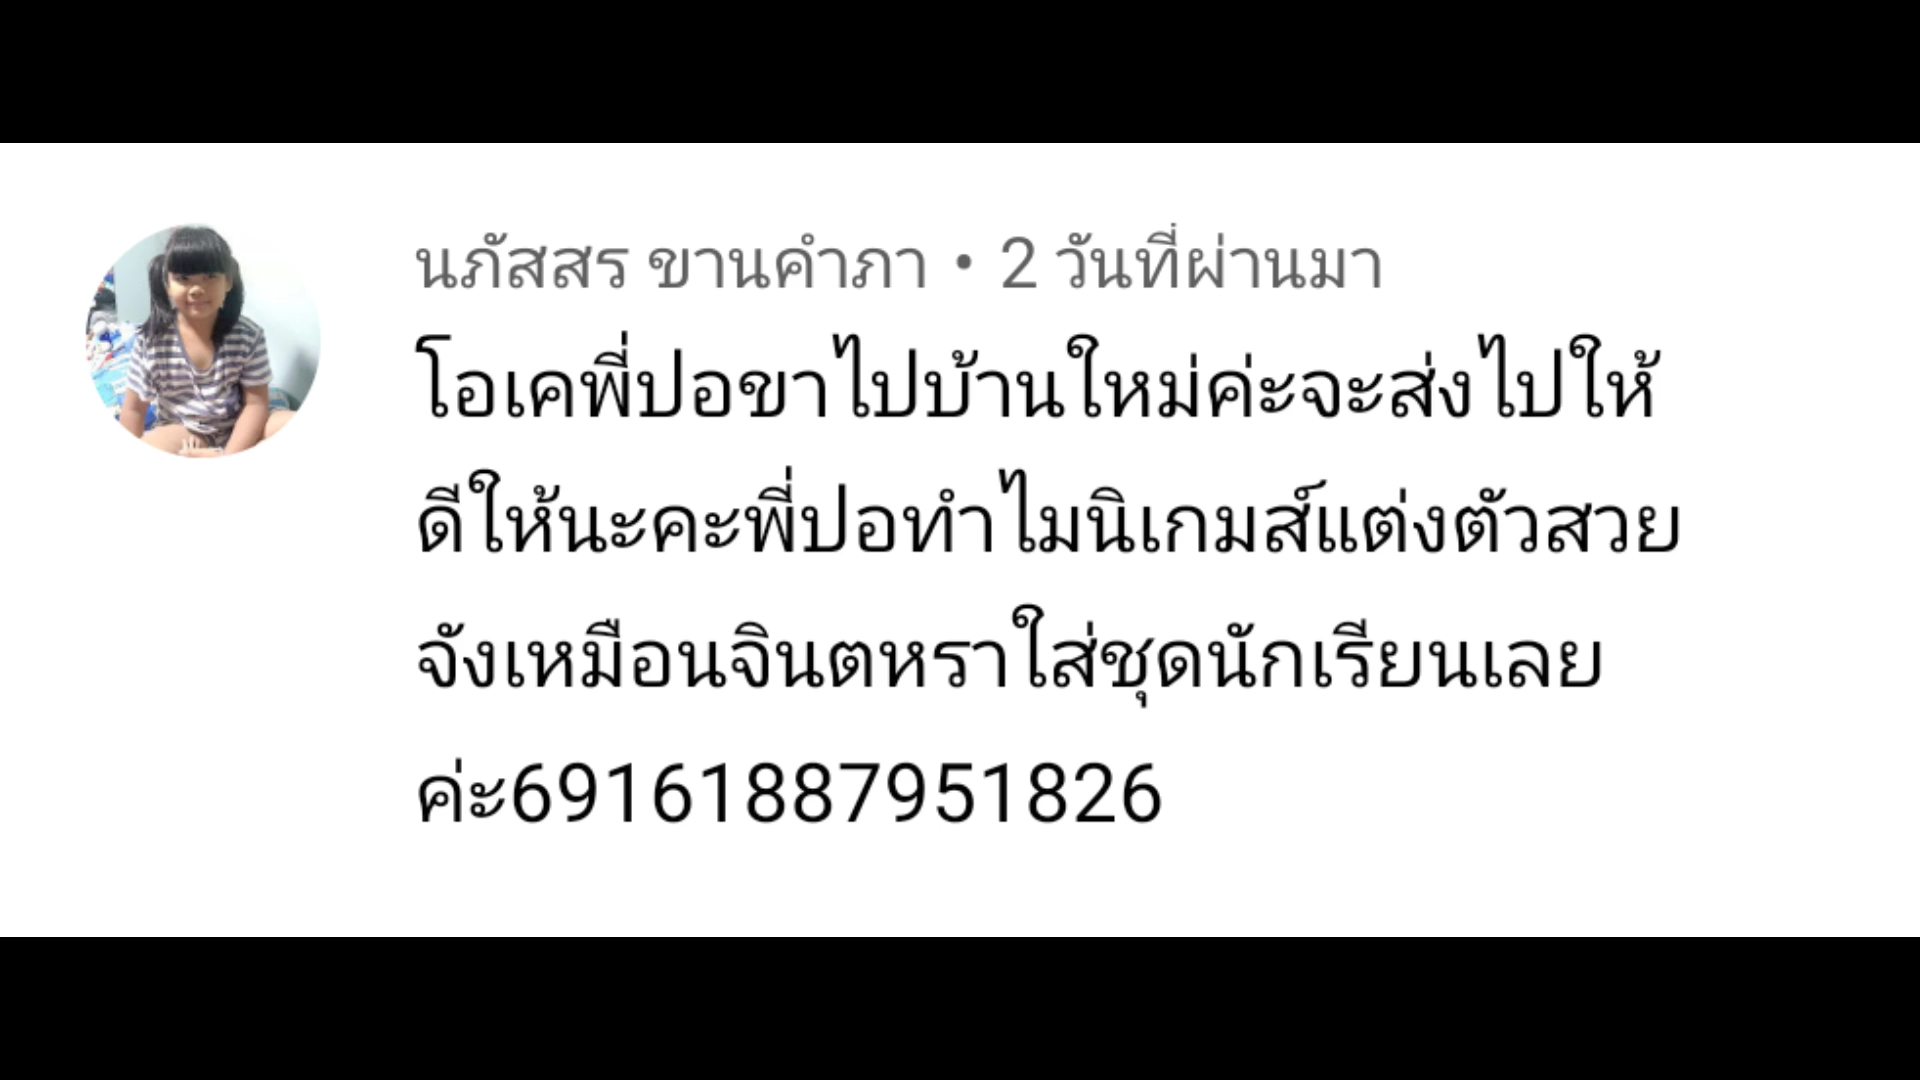 นภัสสร ขานคำภา • 2 วันที่ผ่านมา
โอเคพี่ปอขาไปบ้านใหม่ค่ะจะส่งไปให้
ดีให้นะคะพี่ปอทำไมนิเกมส์แต่งตัวสวย
จังเหมือนจินตหราใส่ชุดนักเรียนเลย
ค่ะ69161887951826